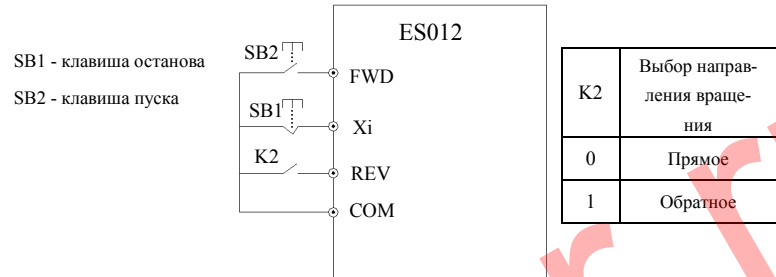 SB1 - клавиша останова
SB2 - клавиша пуска
ES012
SB2
FWD
SB1
Xi
K2
REV
COM
K2
Выбор направ-
ления враще-
ния
0 Прямое
1 Обратное